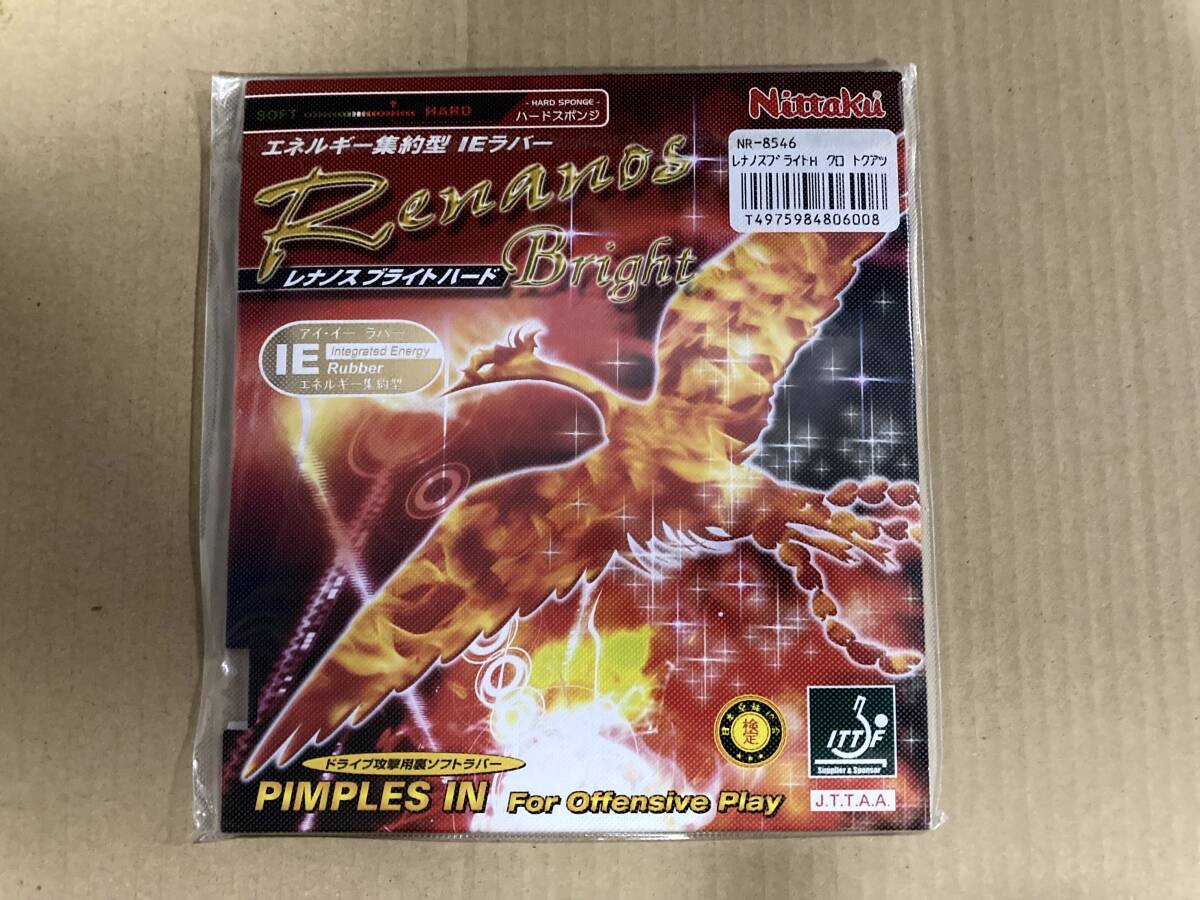 SOFT
HARD
- HARD SPONGE -
ハードスポンジ
エネルギー集約型 IEラバー
Renanos
Bright
レナノス ブライトハード
Nittaku
NR-8546
レナノスブライトH クロ トクアツ
T4975984806008
アイ・イー ラバー
IE
Integrated Energy
Rubber
エネルギー集約型
検定
ITTF
Supplier & Sponsor
J.T.T.A.A.
ドライブ攻撃用裏ソフトラバー
PIMPLES IN For Offensive Play